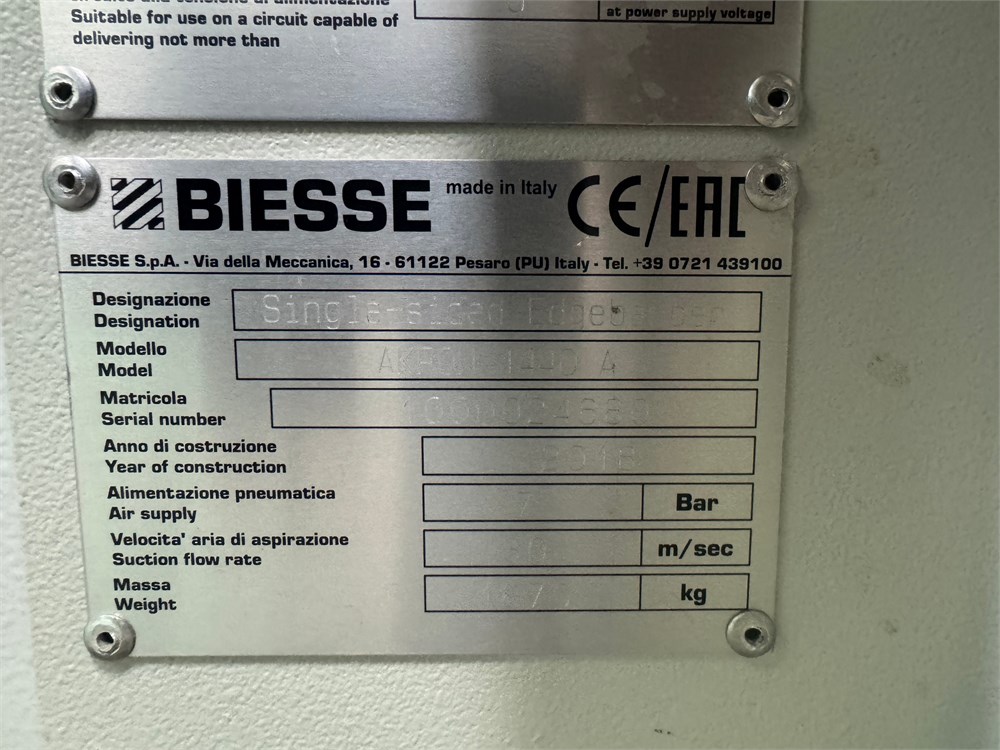 Suitable for use on a circuit capable of
delivering not more than
at power supply voltage
BIESSE made in Italy CE/EAC
BIESSE S.p.A. - Via della Meccanica, 16 - 61122 Pesaro (PU) Italy - Tel. +39 0721 439100
Designazione
Designation
Single-sided Edgebander
Modello
Model
Matricola
Serial number
Anno di costruzione
Year of construction
Alimentazione pneumatica
Air supply
Bar
Velocita' aria di aspirazione
Suction flow rate
m/sec
Massa
Weight
kg